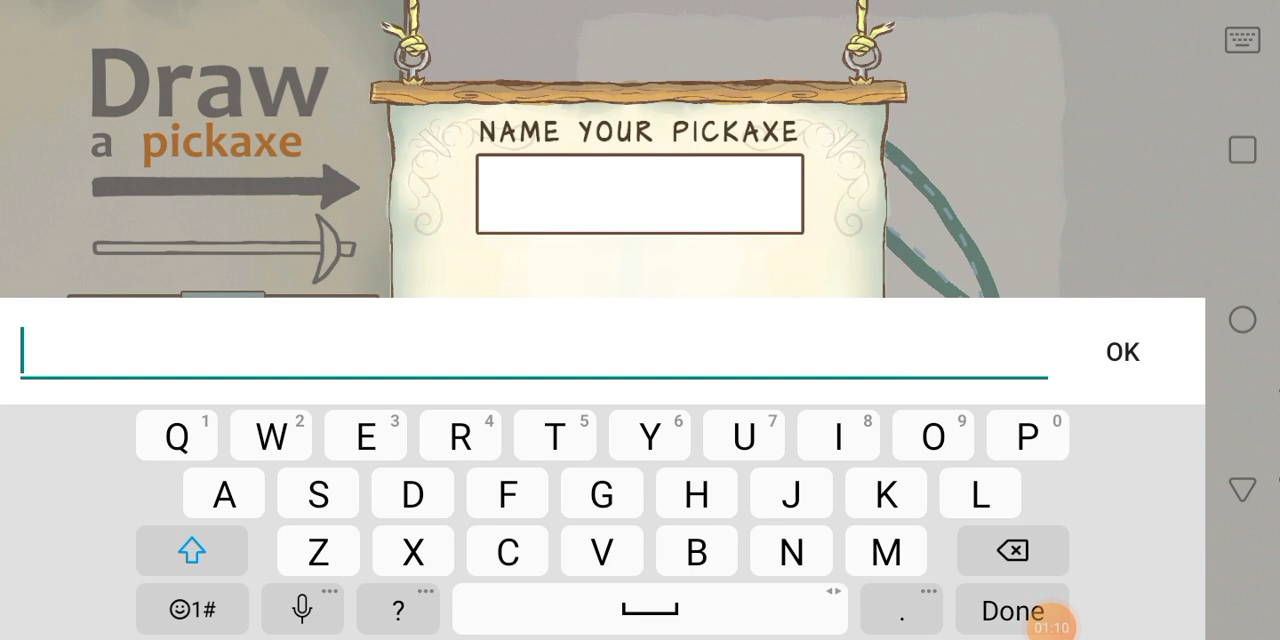 Draw
a pickaxe
NAME YOUR PICKAXE
OK
Q 1 W 2 E 3 R 4 T 5 Y 6 U 7 I 8 O 9 P 0
A S D F G H J K L
Z X C V B N M
1# ? . Done
01:10